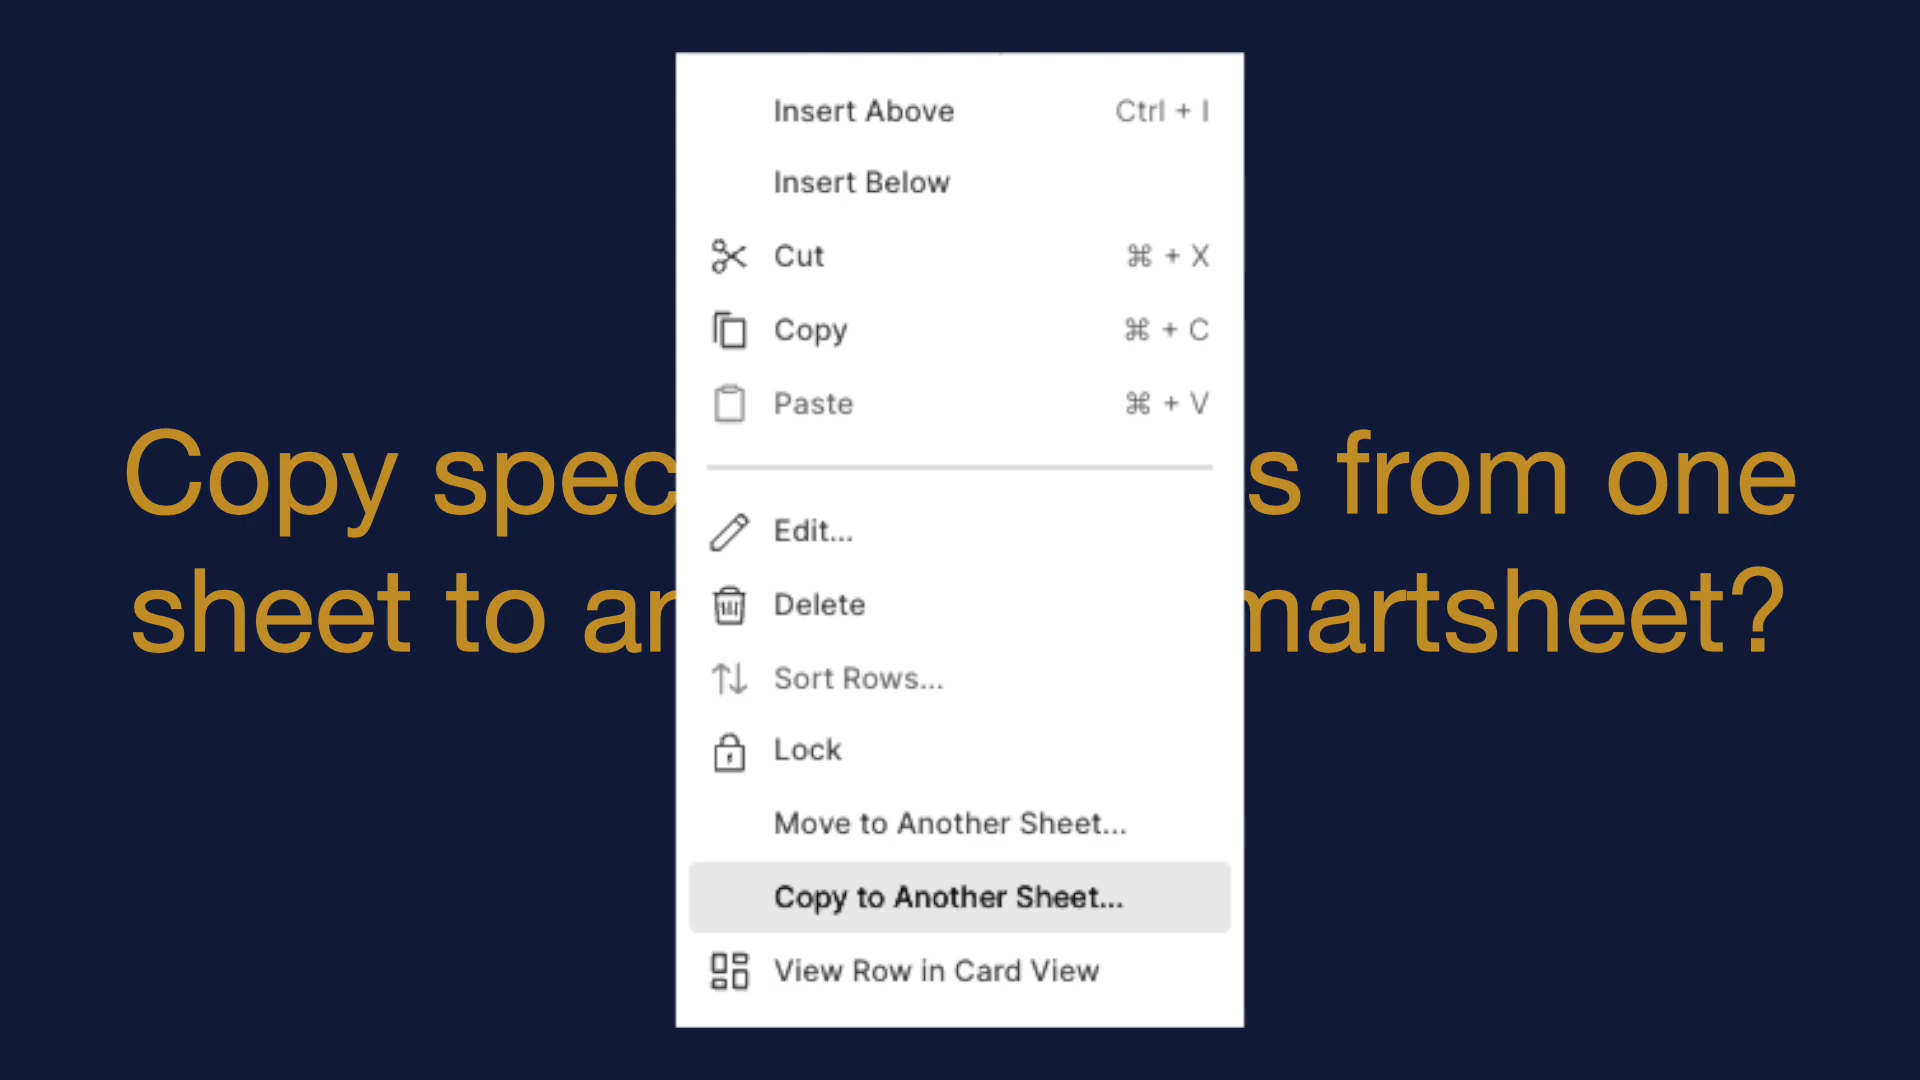 Insert Above Ctrl + I
Insert Below
Cut ⌘ + X
Copy ⌘ + C
Paste ⌘ + V
Copy spec s from one
Edit...
Delete
sheet to martsheet?
Sort Rows...
Lock
Move to Another Sheet...
Copy to Another Sheet...
View Row in Card View